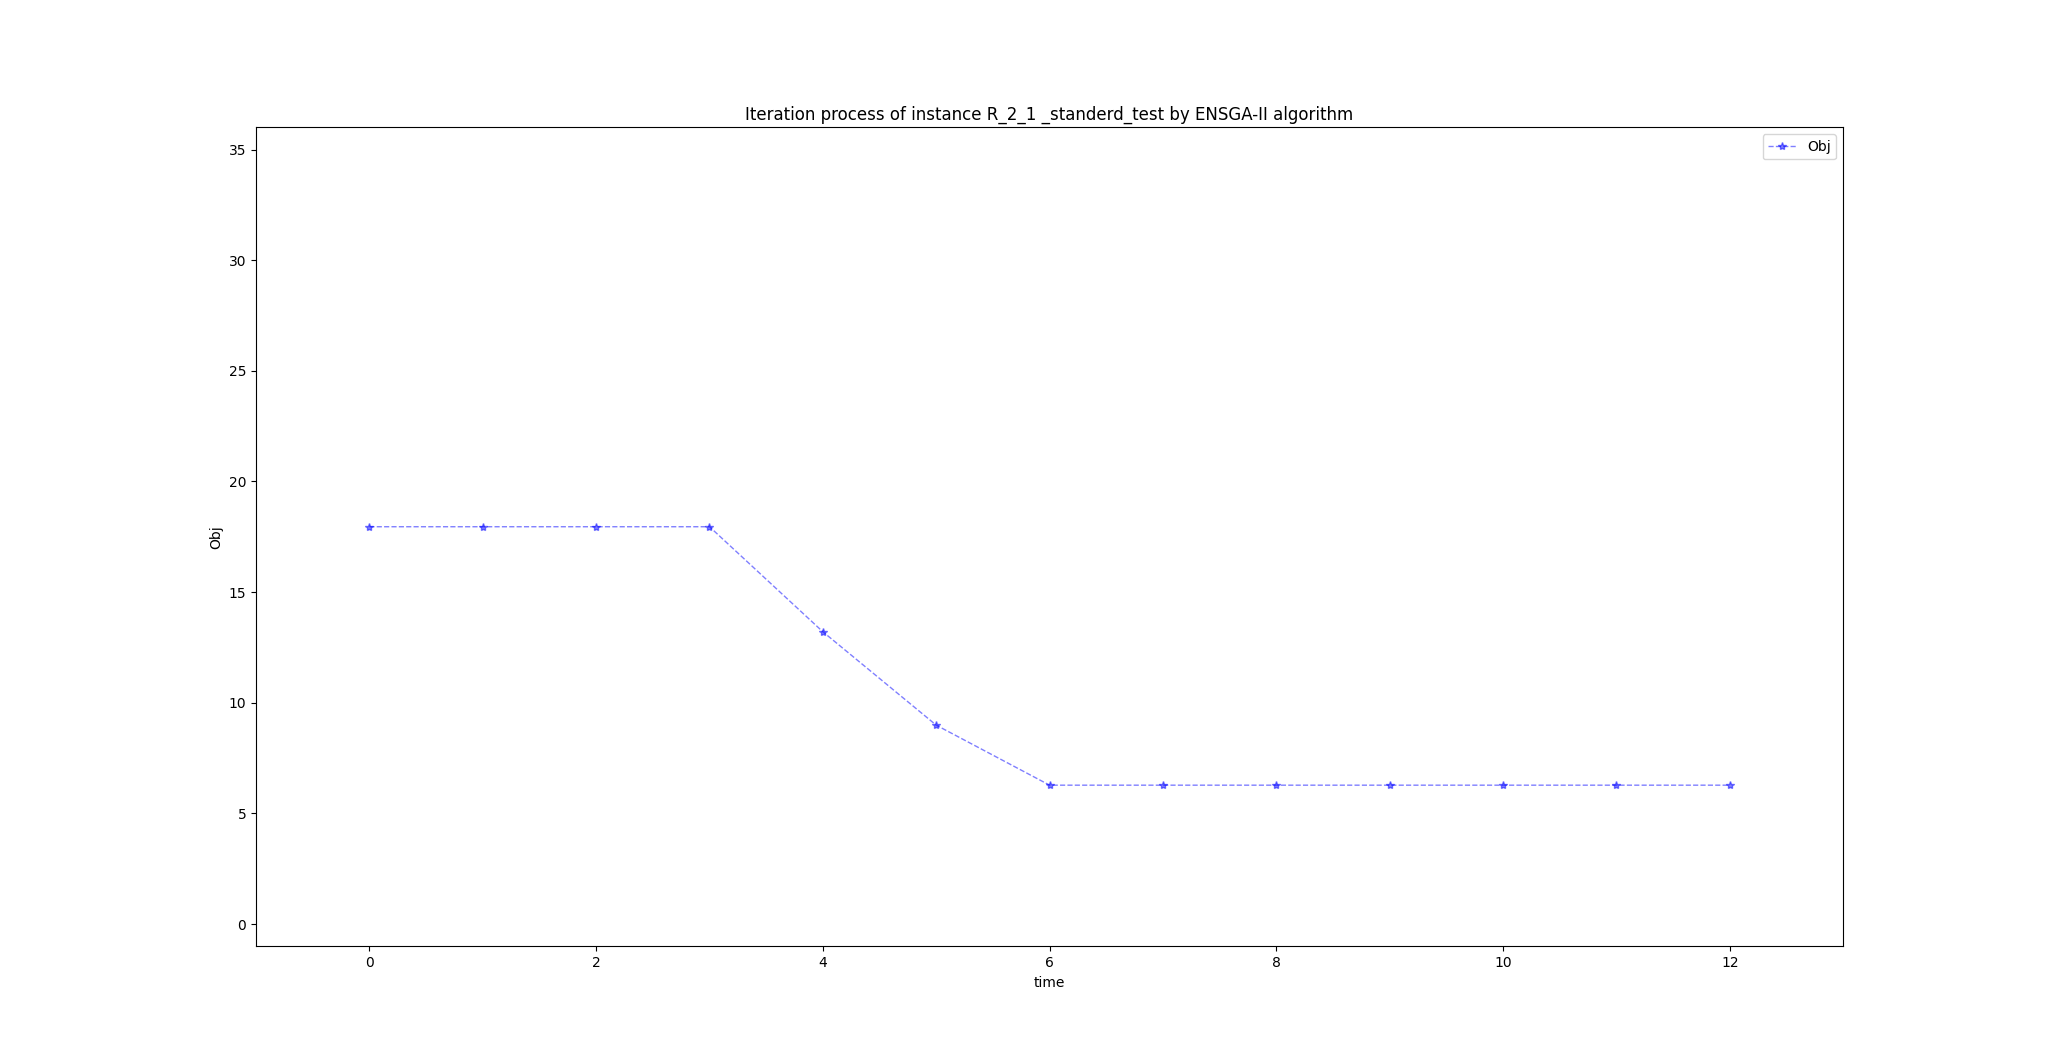 Iteration process of instance R_2_1 _standerd_test by ENSGA-II algorithm
Obj
35
30
25
20
15
10
5
0
Obj
0 2 4 6 8 10 12
time